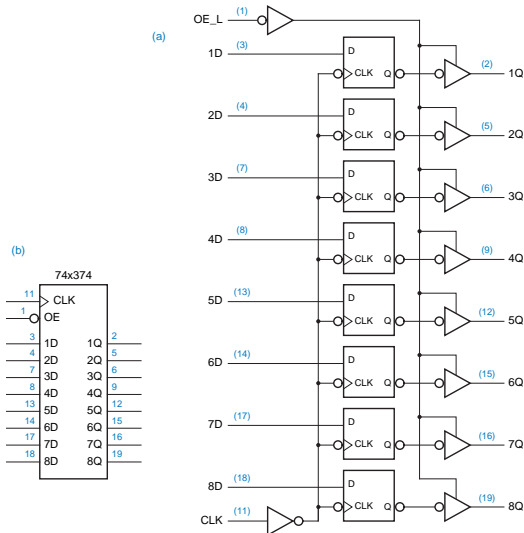 (a)
OE_L (1)
1D (3) D CLK Q (2) 1Q
2D (4) D CLK Q (5) 2Q
3D (7) D CLK Q (6) 3Q
4D (8) D CLK Q (9) 4Q
5D (13) D CLK Q (12) 5Q
6D (14) D CLK Q (15) 6Q
7D (17) D CLK Q (16) 7Q
8D (18) D CLK Q (19) 8Q
CLK (11)
(b)
74x374
11 CLK
1 OE
3 1D 1Q 2
4 2D 2Q 5
7 3D 3Q 6
8 4D 4Q 9
13 5D 5Q 12
14 6D 6Q 15
17 7D 7Q 16
18 8D 8Q 19